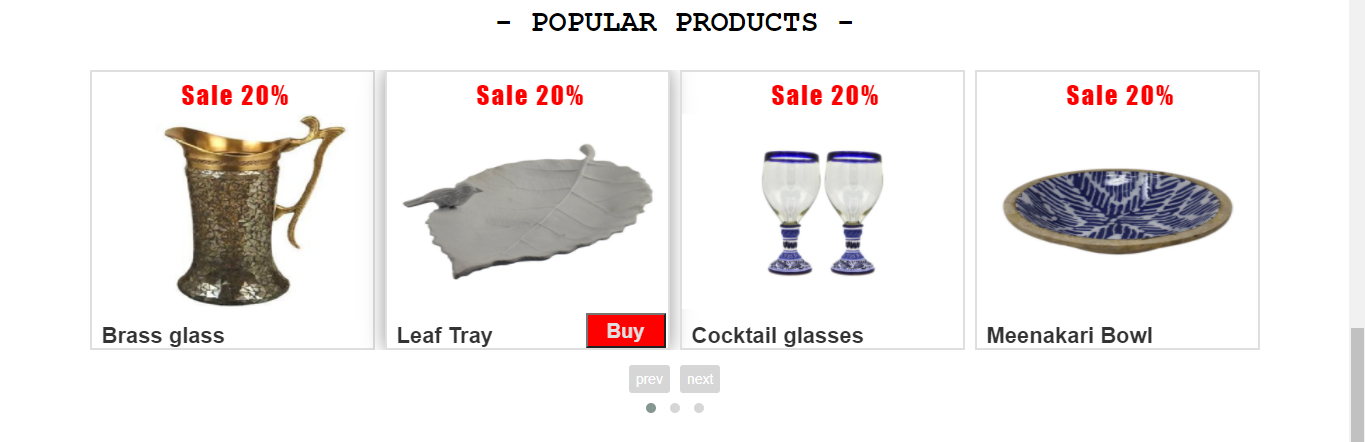 - POPULAR PRODUCTS -
Sale 20%
Sale 20%
Sale 20%
Sale 20%
Brass glass
Leaf Tray
Buy
Cocktail glasses
Meenakari Bowl
prev
next